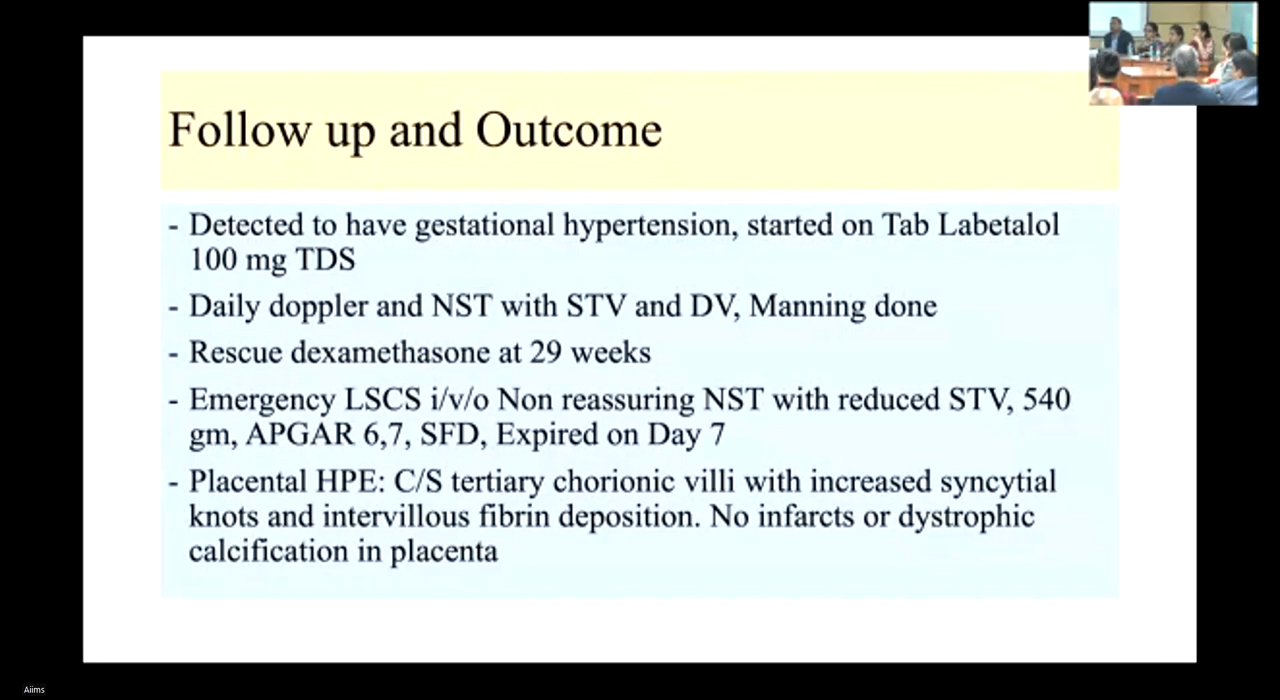 Follow up and Outcome
- Detected to have gestational hypertension, started on Tab Labetalol
100 mg TDS
- Daily doppler and NST with STV and DV, Manning done
- Rescue dexamethasone at 29 weeks
- Emergency LSCS i/v/o Non reassuring NST with reduced STV, 540
gm, APGAR 6,7, SFD, Expired on Day 7
- Placental HPE: C/S tertiary chorionic villi with increased syncytial
knots and intervillous fibrin deposition. No infarcts or dystrophic
calcification in placenta
Aiims